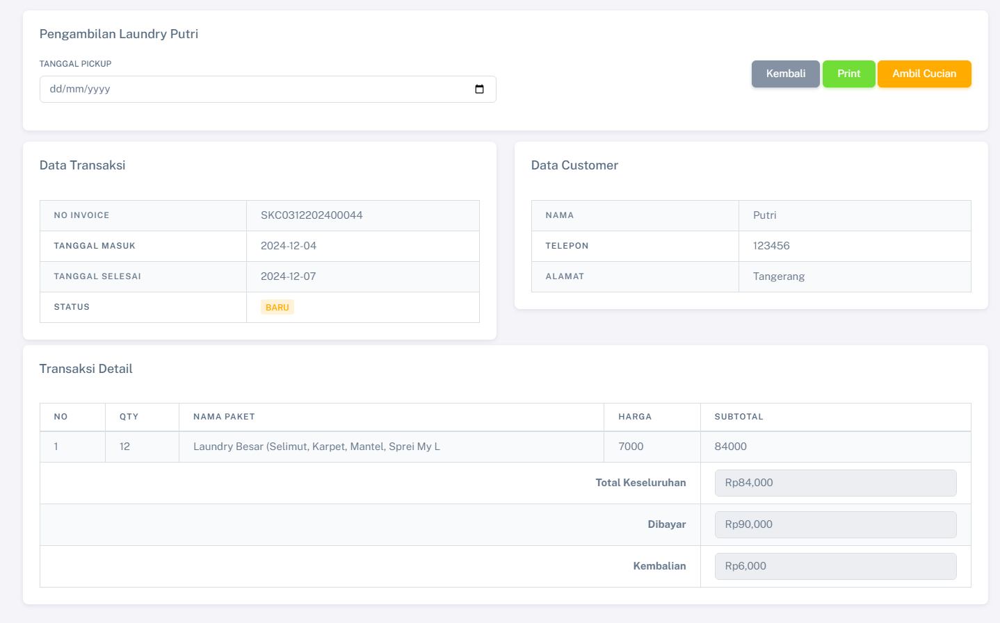 Pengambilan Laundry Putri
TANGGAL PICKUP
dd/mm/yyyy
Kembali Print Ambil Cucian
Data Transaksi
NO INVOICE SKC0312202400044
TANGGAL MASUK 2024-12-04
TANGGAL SELESAI 2024-12-07
STATUS BARU
Data Customer
NAMA Putri
TELEPON 123456
ALAMAT Tangerang
Transaksi Detail
NO QTY NAMA PAKET HARGA SUBTOTAL
1 12 Laundry Besar (Selimut, Karpet, Mantel, Sprei My L 7000 84000
Total Keseluruhan Rp84,000
Dibayar Rp90,000
Kembalian Rp6,000